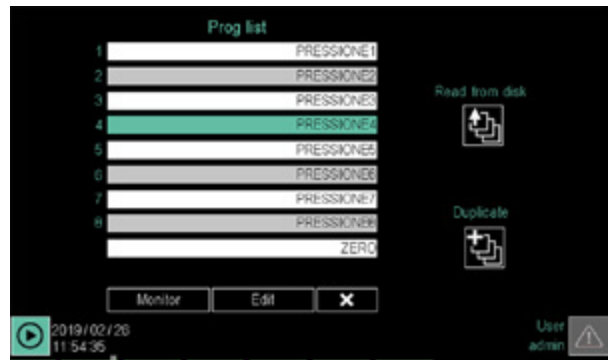 Prog list
1 PRESSIONE1
2 PRESSIONE2
3 PRESSIONE3
4 PRESSIONE4
5 PRESSIONE5
6 PRESSIONE6
7 PRESSIONE7
8 PRESSIONE8
ZERO
Read from disk
Duplicate
Monitor Edit
2019/02/26
11:54:35
User
admin